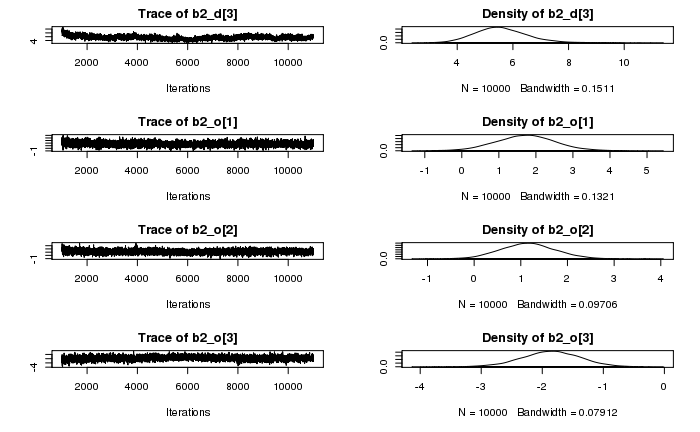 Trace of b2_d[3]
4
2000 4000 6000 8000 10000
Iterations
Density of b2_d[3]
0.0
4 6 8 10
N = 10000 Bandwidth = 0.1511
Trace of b2_o[1]
-1
2000 4000 6000 8000 10000
Iterations
Density of b2_o[1]
0.0
-1 0 1 2 3 4 5
N = 10000 Bandwidth = 0.1321
Trace of b2_o[2]
-1
2000 4000 6000 8000 10000
Iterations
Density of b2_o[2]
0.0
-1 0 1 2 3 4
N = 10000 Bandwidth = 0.09706
Trace of b2_o[3]
-4
2000 4000 6000 8000 10000
Iterations
Density of b2_o[3]
0.0
-4 -3 -2 -1 0
N = 10000 Bandwidth = 0.07912